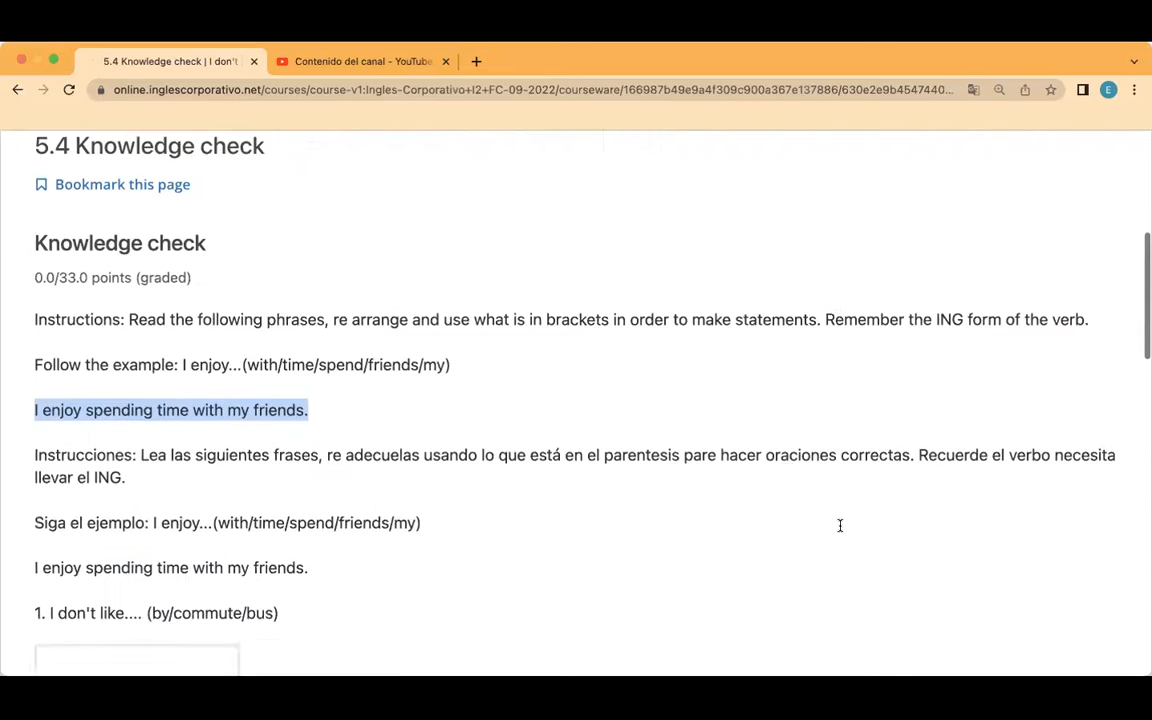 5.4 Knowledge check | I don't
Contenido del canal - YouTube
online.inglescorporativo.net/courses/course-v1:Ingles-Corporativo+I2+FC-09-2022/courseware/166987b49e9a4f309c900a367e137886/630e2e9b4547440...
E
5.4 Knowledge check
Bookmark this page
Knowledge check
0.0/33.0 points (graded)
Instructions: Read the following phrases, re arrange and use what is in brackets in order to make statements. Remember the ING form of the verb.
Follow the example: I enjoy...(with/time/spend/friends/my)
I enjoy spending time with my friends.
Instrucciones: Lea las siguientes frases, re adecuelas usando lo que está en el parentesis pare hacer oraciones correctas. Recuerde el verbo necesita
llevar el ING.
Siga el ejemplo: I enjoy...(with/time/spend/friends/my)
I enjoy spending time with my friends.
1. I don't like.... (by/commute/bus)